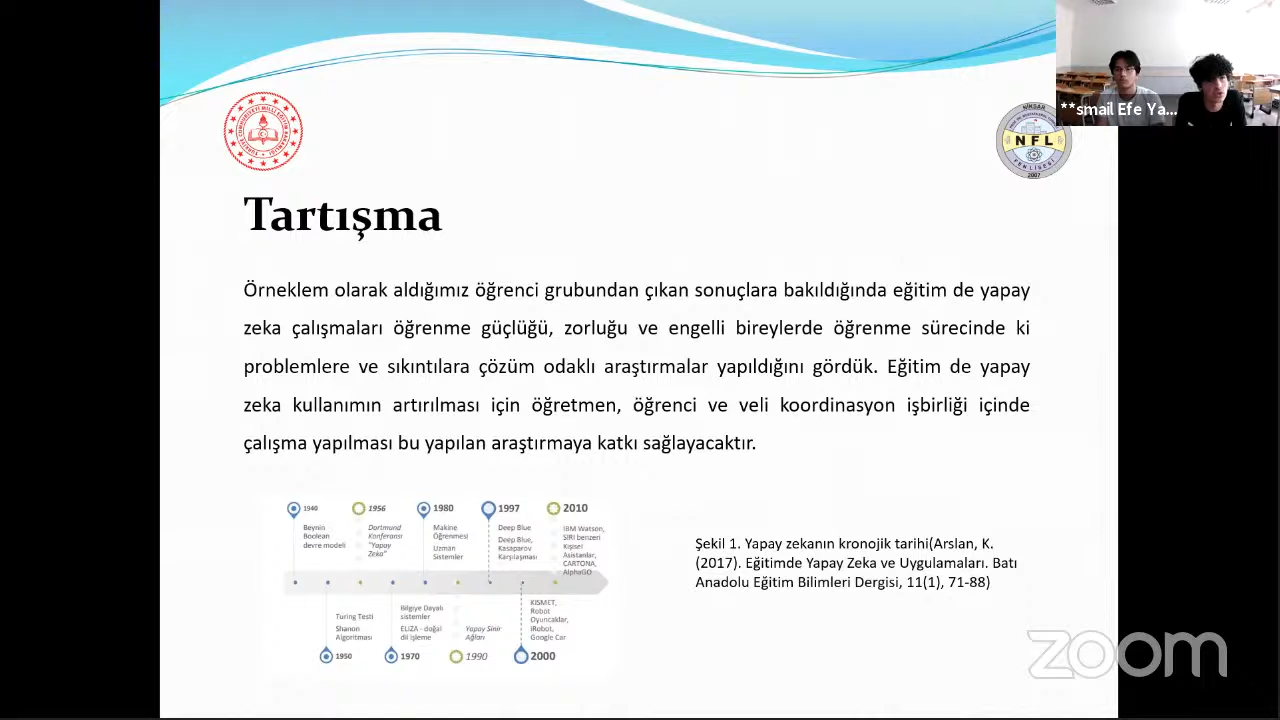 **smail Efe Ya...
NFL
FEN LİSESİ
2007
Tartışma
Örneklem olarak aldığımız öğrenci grubundan çıkan sonuçlara bakıldığında eğitim de yapay
zeka çalışmaları öğrenme güçlüğü, zorluğu ve engelli bireylerde öğrenme sürecinde ki
problemlere ve sıkıntılara çözüm odaklı araştırmalar yapıldığını gördük. Eğitim de yapay
zeka kullanımın artırılması için öğretmen, öğrenci ve veli koordinasyon işbirliği içinde
çalışma yapılması bu yapılan araştırmaya katkı sağlayacaktır.
1940
Beynin
Boolean
devre modeli
1956
Dortmund
Konferansı
"Yapay
Zeka"
1980
Makine
Öğrenmesi
Uzman
Sistemler
1997
Deep Blue
Deep Blue,
Kasaparov
Karşılaşması
2010
IBM Watson,
SIRI benzeri
Kişisel
Asistanlar,
CARTONA,
AlphaGO
Turing Testi
Shanon
Algoritması
1950
Bilgiye Dayalı
sistemler
ELIZA - doğal
dil işleme
1970
Yapay Sinir
Ağları
1990
KISMET,
Robot
Oyuncaklar,
iRobot,
Google Car
2000
Şekil 1. Yapay zekanın kronojik tarihi(Arslan, K.
(2017). Eğitimde Yapay Zeka ve Uygulamaları. Batı
Anadolu Eğitim Bilimleri Dergisi, 11(1), 71-88)
zoom